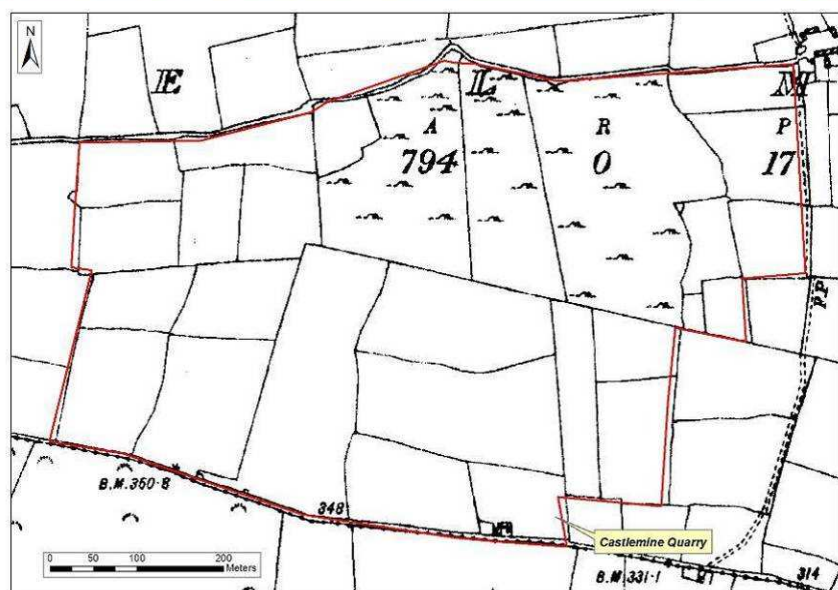 N
E L M
A R P
794 0 17
F.P.
B.M.350·8
348
Castlemine Quarry
B.M.331·1
314
0 50 100 200
Meters